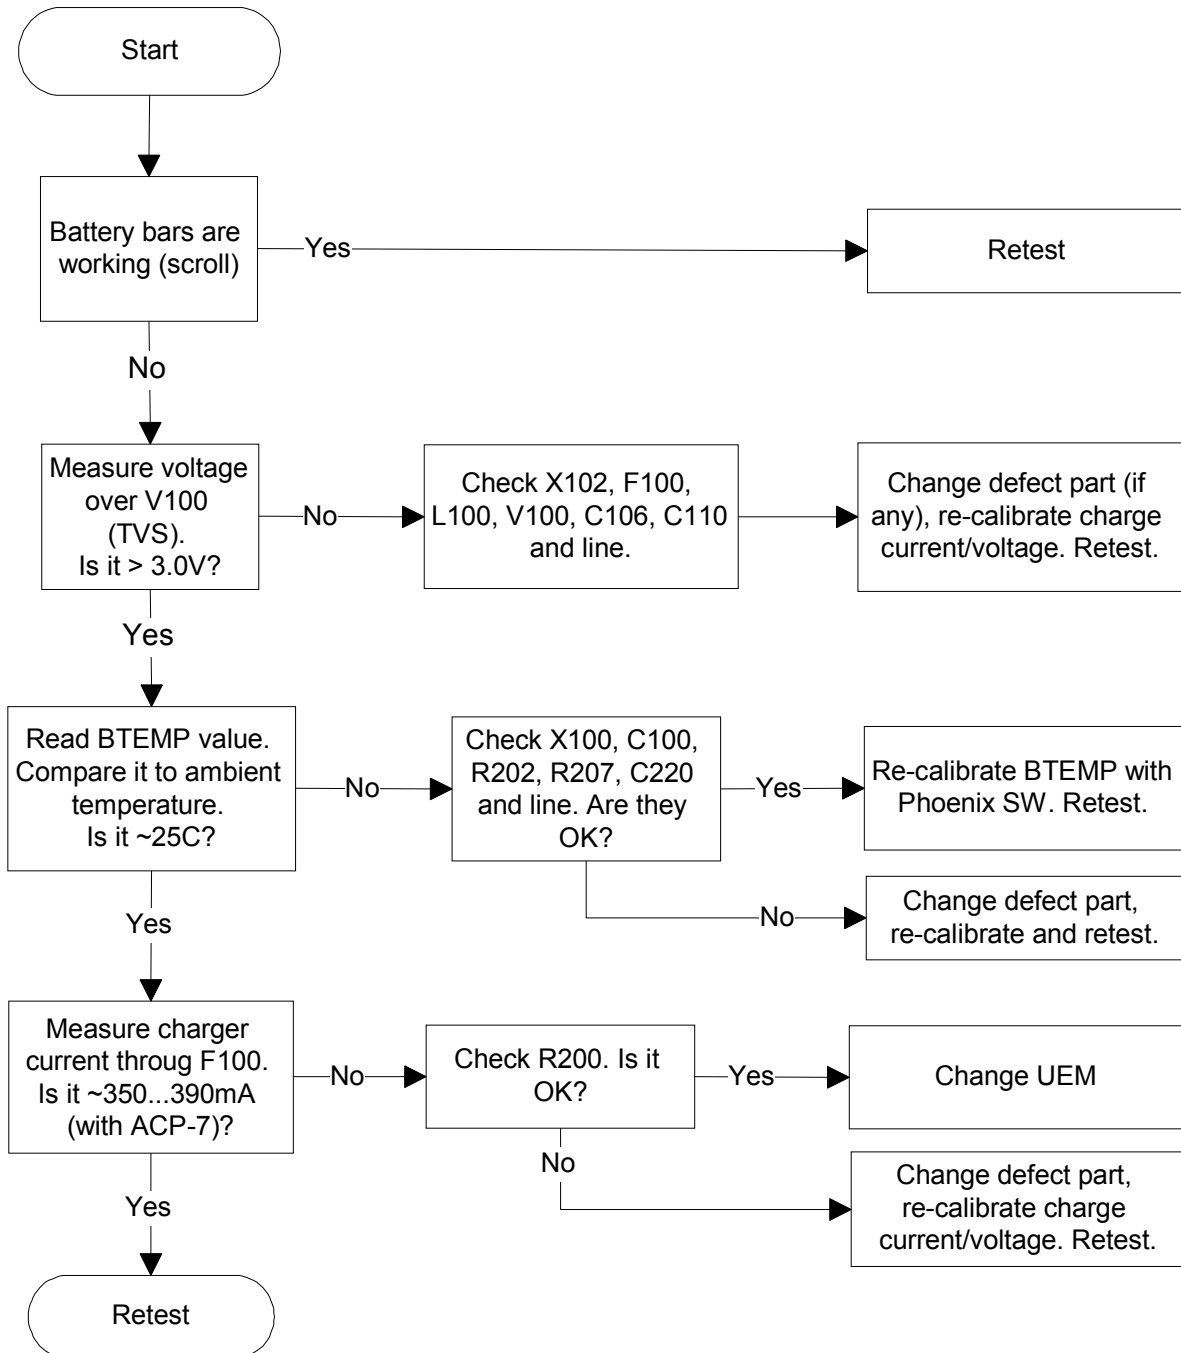 Start
Battery bars are
working (scroll)
Yes
Retest
No
Measure voltage
over V100
(TVS).
Is it > 3.0V?
No
Check X102, F100,
L100, V100, C106, C110
and line.
Change defect part (if
any), re-calibrate charge
current/voltage. Retest.
Yes
Read BTEMP value.
Compare it to ambient
temperature.
Is it ~25C?
No
Check X100, C100,
R202, R207, C220
and line. Are they
OK?
Yes
Re-calibrate BTEMP with
Phoenix SW. Retest.
No
Change defect part,
re-calibrate and retest.
Yes
Measure charger
current throug F100.
Is it ~350...390mA
(with ACP-7)?
No
Check R200. Is it
OK?
Yes
Change UEM
No
Change defect part,
re-calibrate charge
current/voltage. Retest.
Yes
Retest